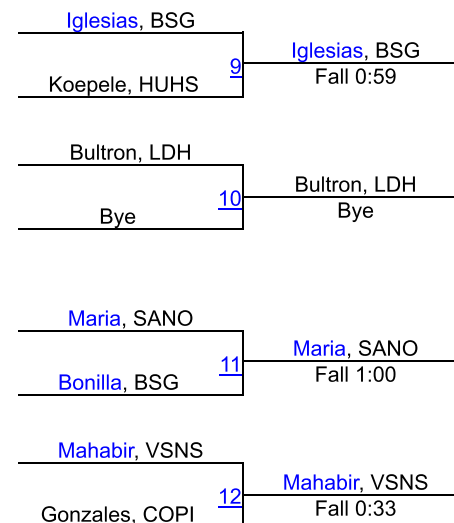 Iglesias, BSG
9
Iglesias, BSG
Koepele, HUHS
Fall 0:59
Bultron, LDH
10
Bultron, LDH
Bye
Bye
Maria, SANO
11
Maria, SANO
Bonilla, BSG
Fall 1:00
Mahabir, VSNS
12
Mahabir, VSNS
Gonzales, COPI
Fall 0:33